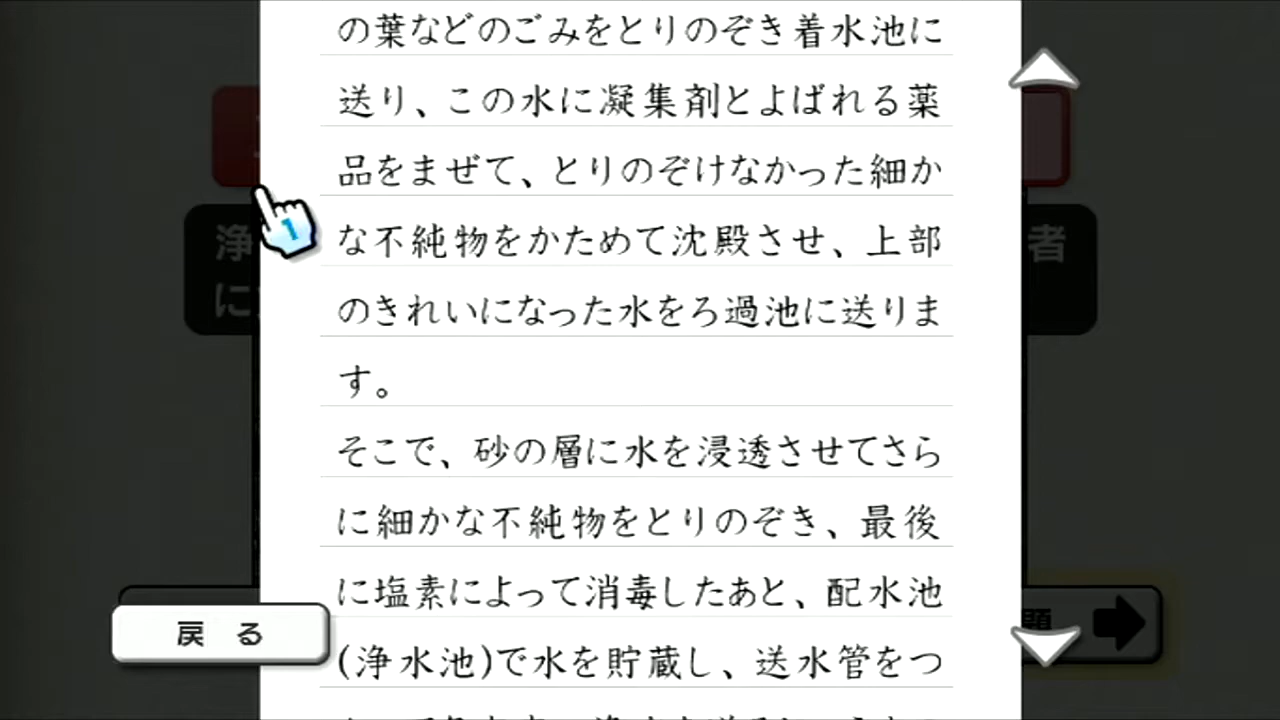 の葉などのごみをとりのぞき着水池に
送り、この水に凝集剤とよばれる薬
品をまぜて、とりのぞけなかった細か
な不純物をかためて沈殿させ、上部
のきれいになった水をろ過池に送りま
す。
そこで、砂の層に水を浸透させてさら
に細かな不純物をとりのぞき、最後
に塩素によって消毒したあと、配水池
(浄水池)で水を貯蔵し、送水管をつ
浄
者
に
1
戻る
題